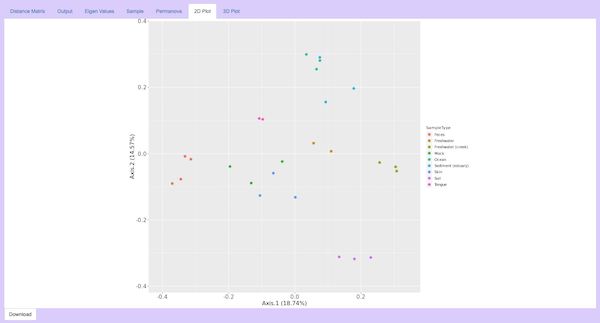 Distance Matrix Output Eigen Values Sample Permanova 2D Plot 3D Plot
0.4
0.2
0.0
-0.2
-0.4
Axis.2 (14.57%)
-0.4 -0.2 0.0 0.2
Axis.1 (18.74%)
SampleType
Feces
Freshwater
Freshwater (creek)
Mock
Ocean
Sediment (estuary)
Skin
Soil
Tongue
Download